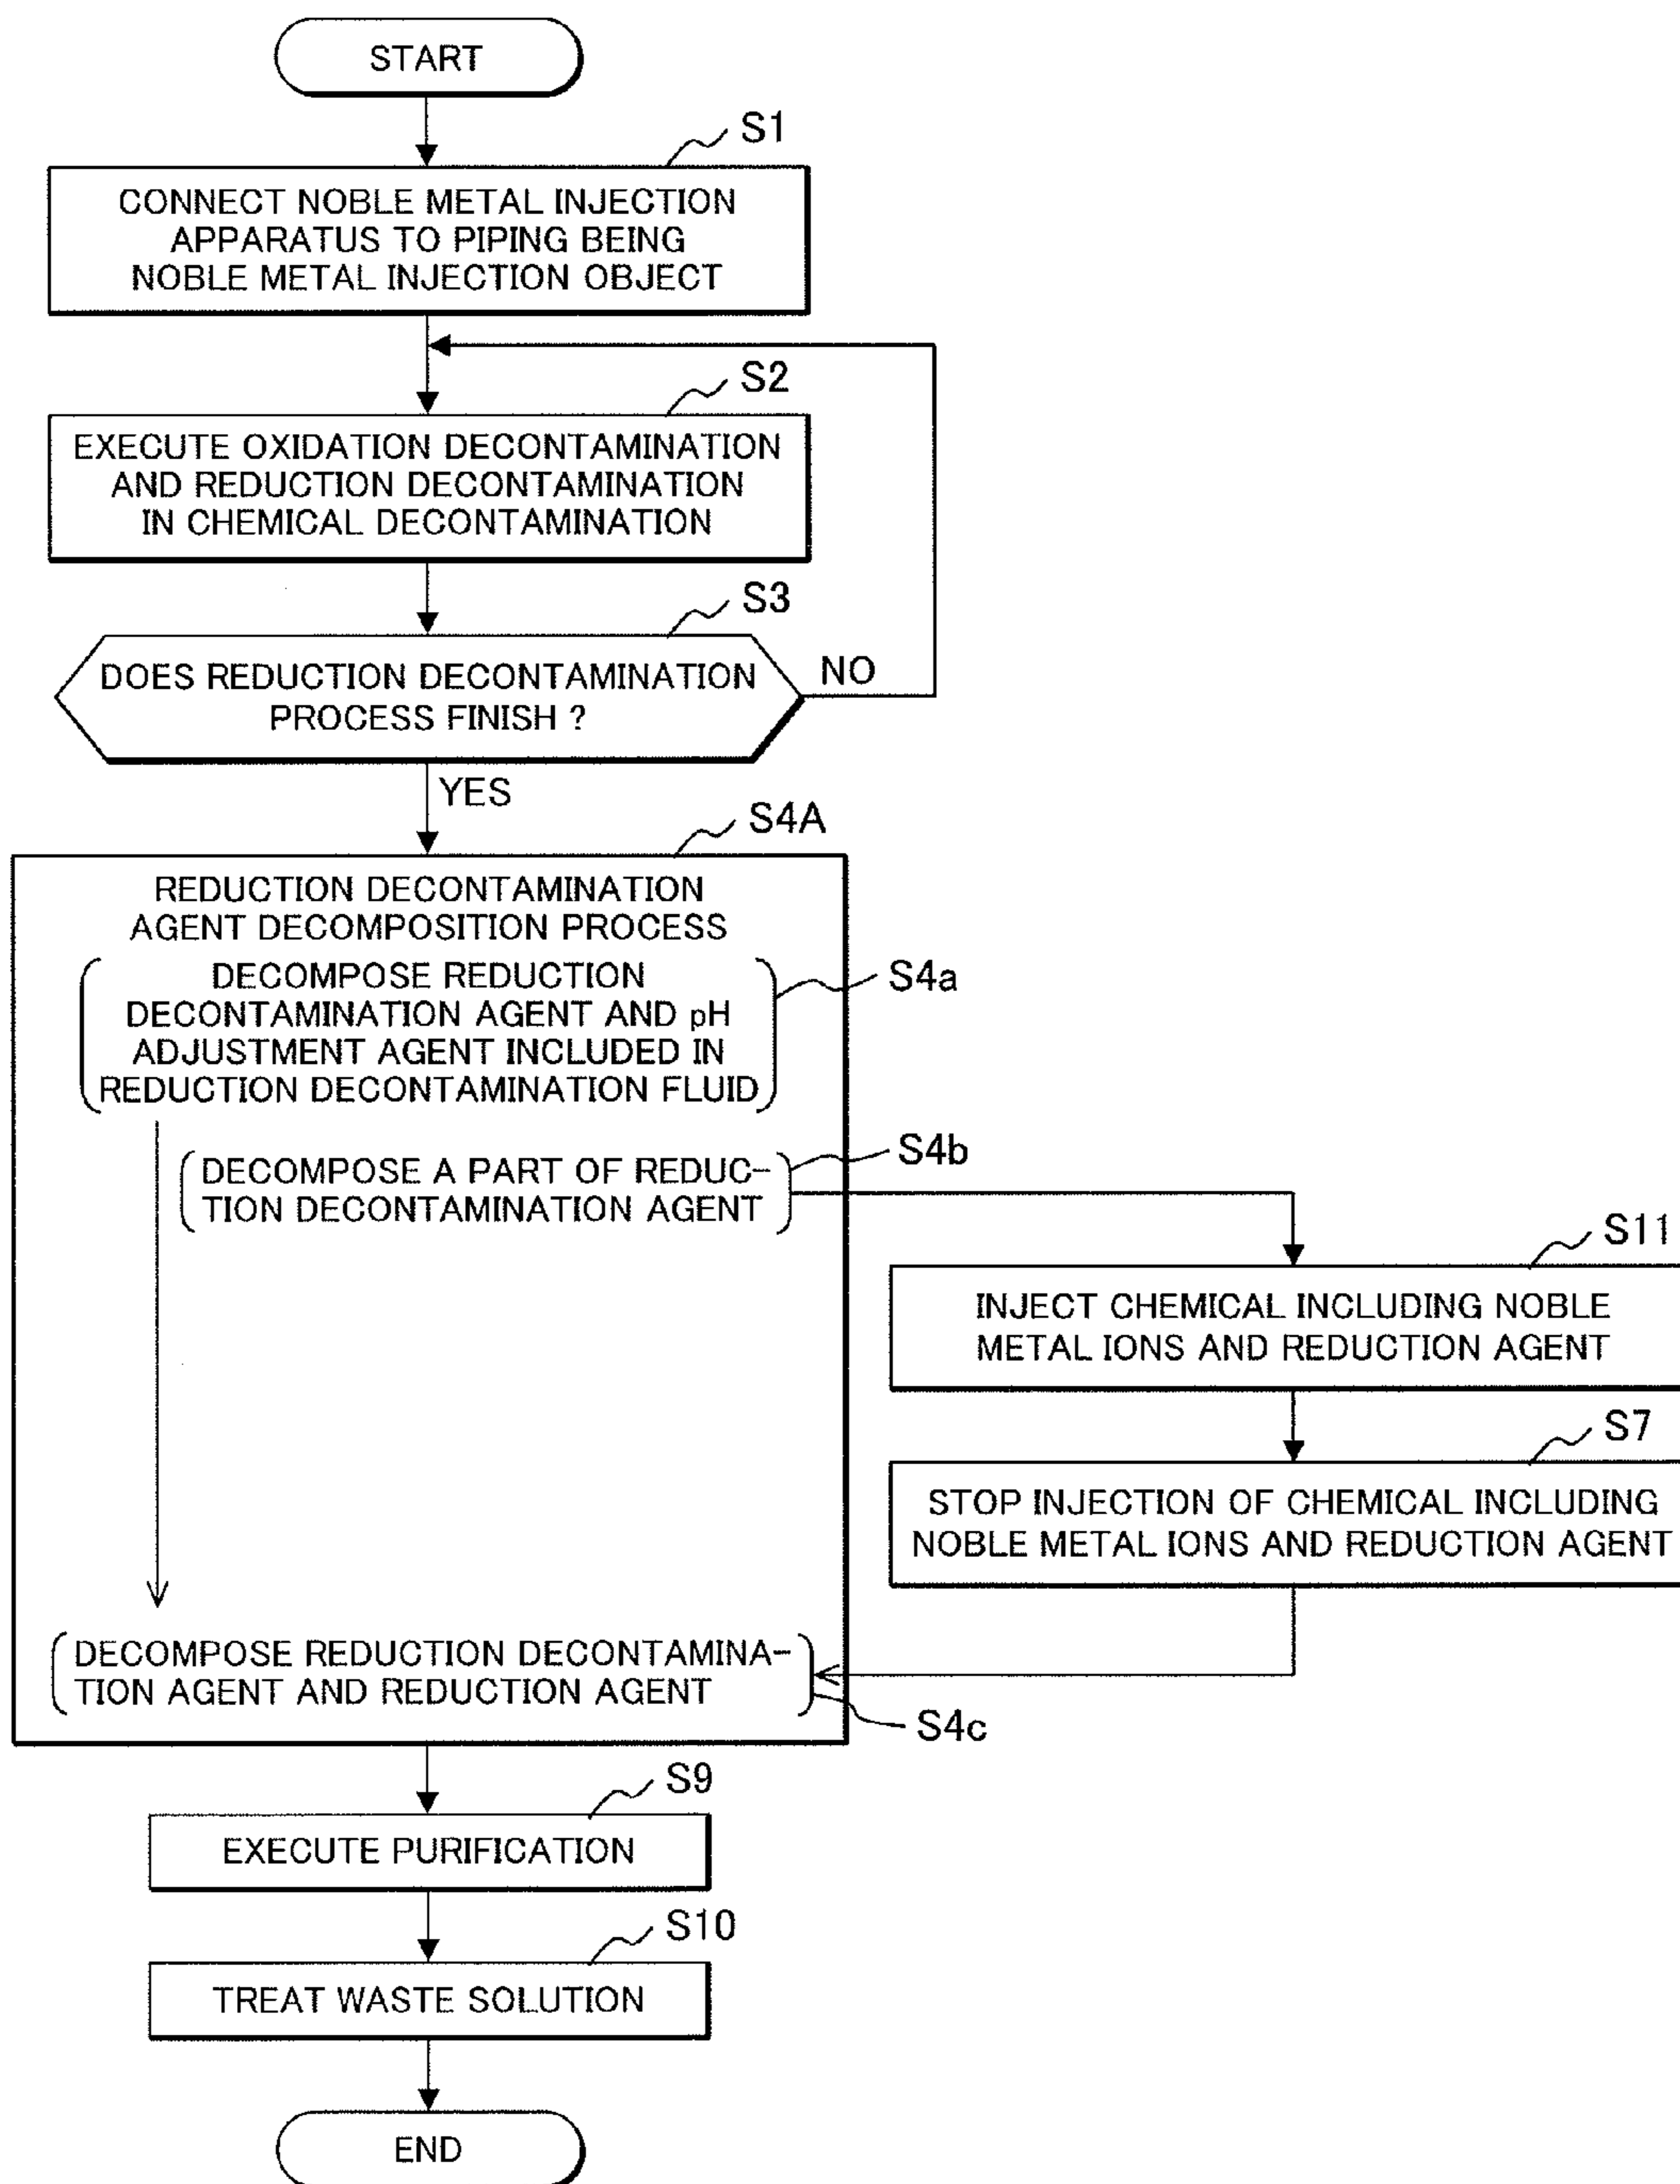 START
S1
CONNECT NOBLE METAL INJECTION
APPARATUS TO PIPING BEING
NOBLE METAL INJECTION OBJECT
S2
EXECUTE OXIDATION DECONTAMINATION
AND REDUCTION DECONTAMINATION
IN CHEMICAL DECONTAMINATION
S3
DOES REDUCTION DECONTAMINATION
PROCESS FINISH ?
NO
YES
S4A
REDUCTION DECONTAMINATION
AGENT DECOMPOSITION PROCESS
DECOMPOSE REDUCTION
DECONTAMINATION AGENT AND pH
ADJUSTMENT AGENT INCLUDED IN
REDUCTION DECONTAMINATION FLUID
S4a
DECOMPOSE A PART OF REDUC-
TION DECONTAMINATION AGENT
S4b
S11
INJECT CHEMICAL INCLUDING NOBLE
METAL IONS AND REDUCTION AGENT
S7
STOP INJECTION OF CHEMICAL INCLUDING
NOBLE METAL IONS AND REDUCTION AGENT
DECOMPOSE REDUCTION DECONTAMINA-
TION AGENT AND REDUCTION AGENT
S4c
S9
EXECUTE PURIFICATION
S10
TREAT WASTE SOLUTION
END